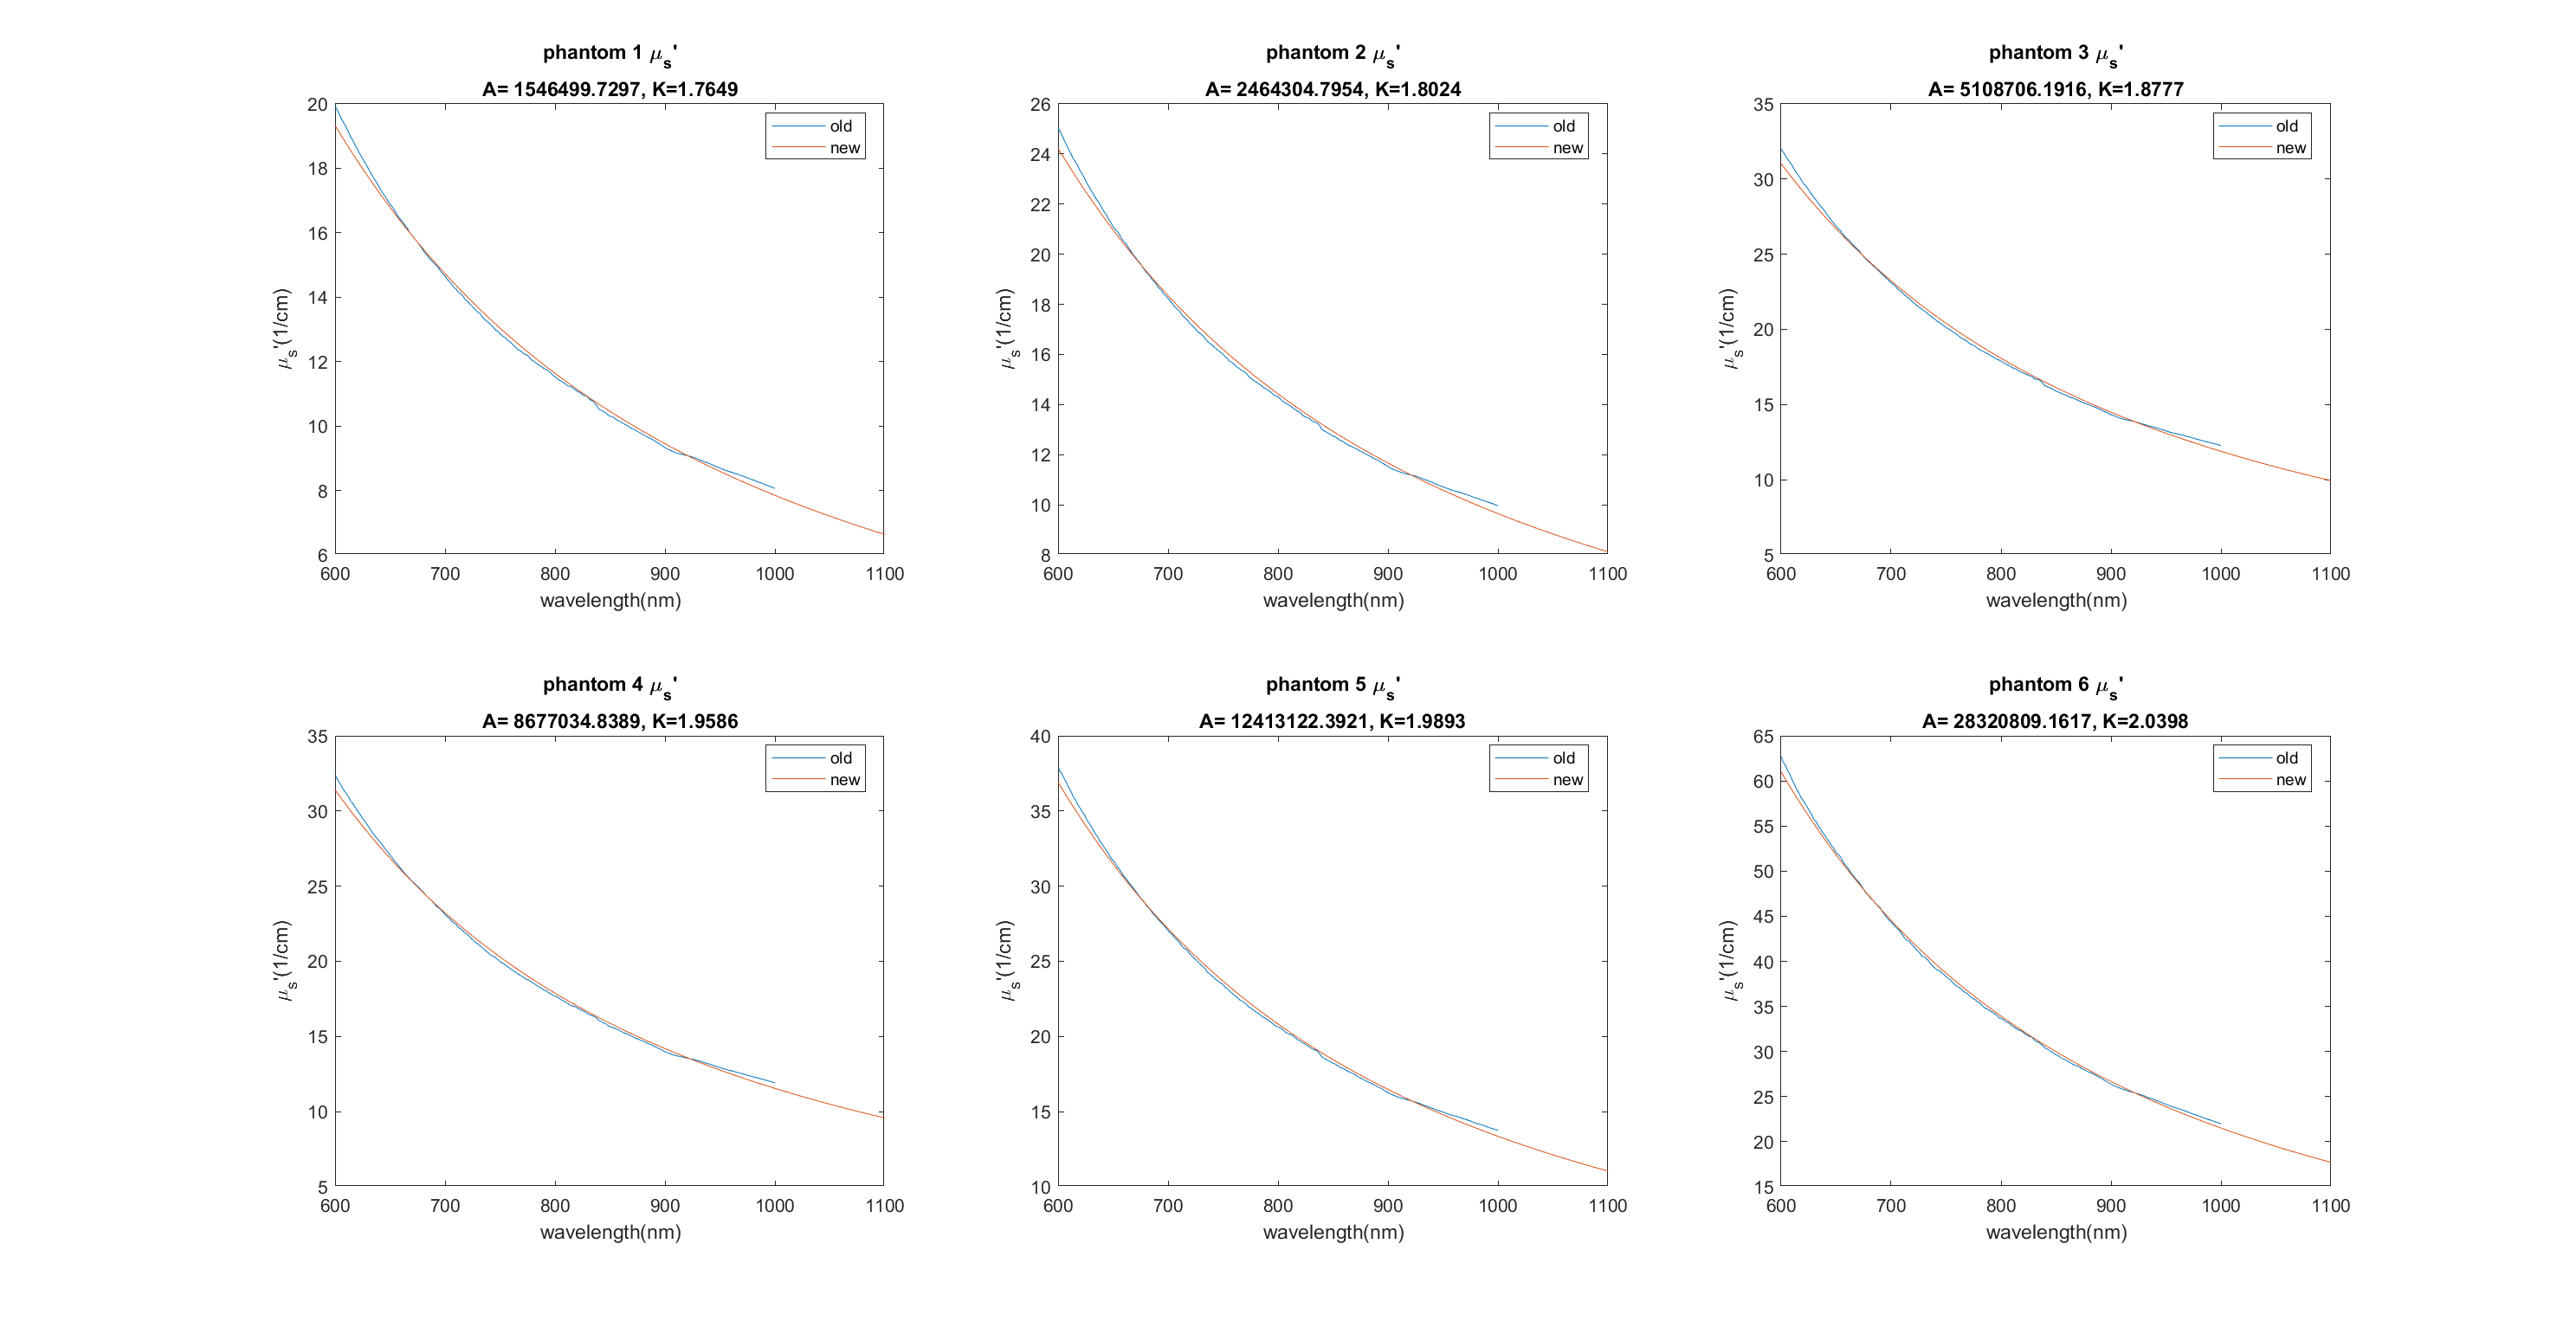 phantom 1 μs'
A= 1546499.7297, K=1.7649
20
18
16
14
12
10
8
6
μs'(1/cm)
old
new
600 700 800 900 1000 1100
wavelength(nm)
phantom 2 μs'
A= 2464304.7954, K=1.8024
26
24
22
20
18
16
14
12
10
8
μs'(1/cm)
old
new
600 700 800 900 1000 1100
wavelength(nm)
phantom 3 μs'
A= 5108706.1916, K=1.8777
35
30
25
20
15
10
5
μs'(1/cm)
old
new
600 700 800 900 1000 1100
wavelength(nm)
phantom 4 μs'
A= 8677034.8389, K=1.9586
35
30
25
20
15
10
5
μs'(1/cm)
old
new
600 700 800 900 1000 1100
wavelength(nm)
phantom 5 μs'
A= 12413122.3921, K=1.9893
40
35
30
25
20
15
10
μs'(1/cm)
old
new
600 700 800 900 1000 1100
wavelength(nm)
phantom 6 μs'
A= 28320809.1617, K=2.0398
65
60
55
50
45
40
35
30
25
20
15
μs'(1/cm)
old
new
600 700 800 900 1000 1100
wavelength(nm)